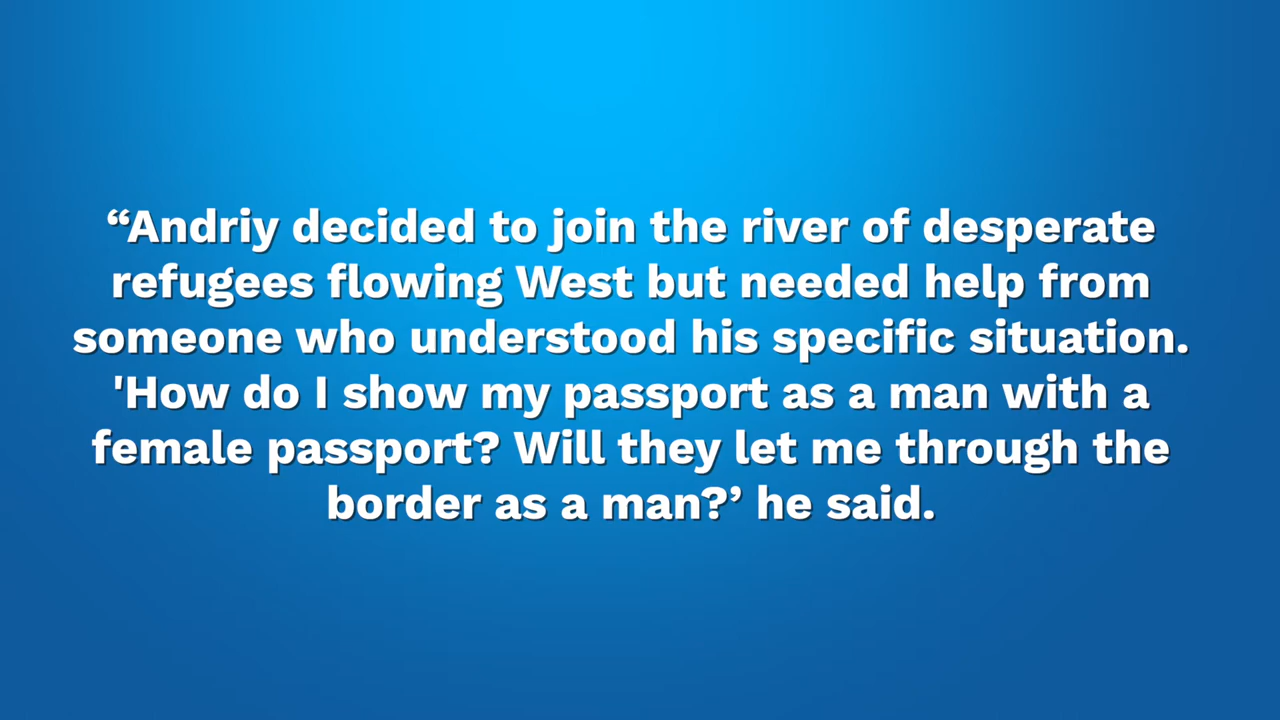 “Andriy decided to join the river of desperate
refugees flowing West but needed help from
someone who understood his specific situation.
'How do I show my passport as a man with a
female passport? Will they let me through the
border as a man?’ he said.